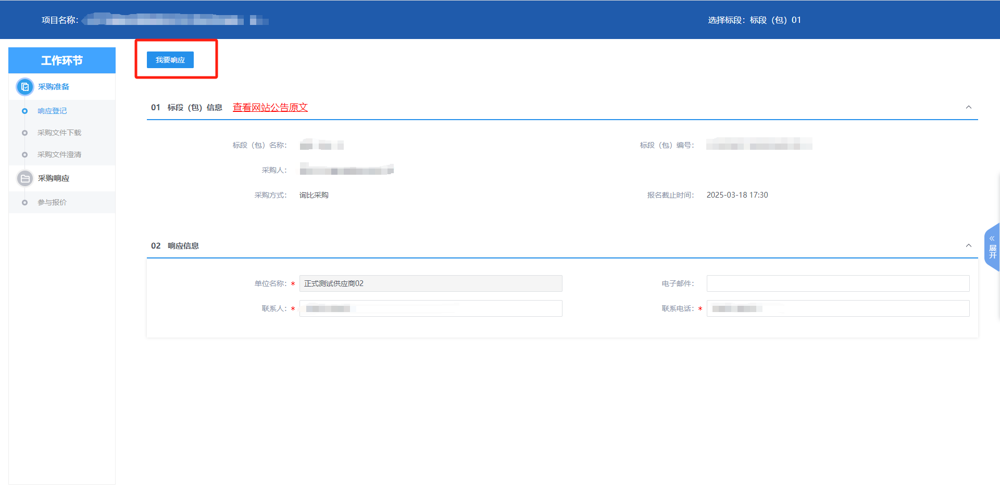 项目名称：
选择标段：标段（包）01
工作环节
采购准备
响应登记
采购文件下载
采购文件澄清
采购响应
参与报价
我要响应
01 标段（包）信息 查看网站公告原文
标段（包）名称：
标段（包）编号：
采购人：
采购方式： 询比采购
报名截止时间： 2025-03-18 17:30
02 响应信息
单位名称：* 正式测试供应商02
电子邮件：
联系人：*
联系电话：*
«
展
开